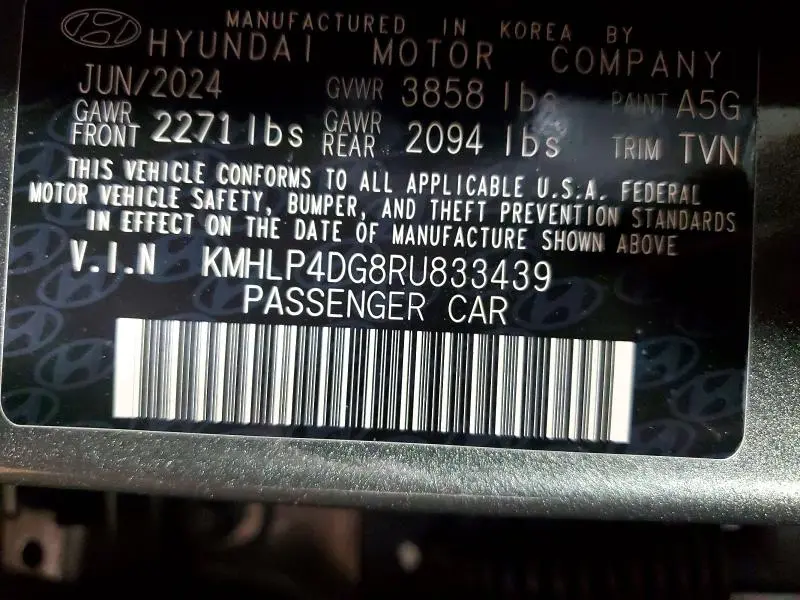 MANUFACTURED IN KOREA BY
HYUNDAI MOTOR COMPANY
JUN/2024 GVWR 3858 lbs PAINT A5G
GAWR FRONT 2271 lbs GAWR REAR 2094 lbs TRIM TVN
THIS VEHICLE CONFORMS TO ALL APPLICABLE U.S.A. FEDERAL
MOTOR VEHICLE SAFETY, BUMPER, AND THEFT PREVENTION STANDARDS
IN EFFECT ON THE DATE OF MANUFACTURE SHOWN ABOVE
V.I.N KMHLP4DG8RU833439
PASSENGER CAR